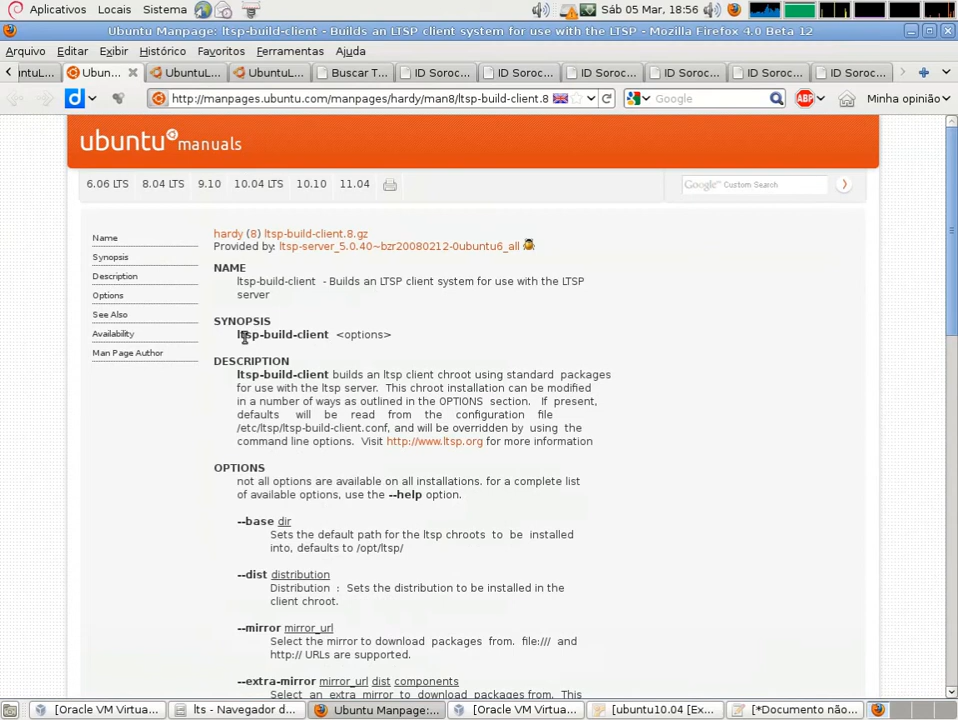 Aplicativos Locais Sistema Sáb 05 Mar, 18:56
Ubuntu Manpage: ltsp-build-client - Builds an LTSP client system for use with the LTSP - Mozilla Firefox 4.0 Beta 12
Arquivo Editar Exibir Histórico Favoritos Ferramentas Ajuda
untuL... Ubun... UbuntuL... UbuntuL... Buscar T... ID Soroc... ID Soroc... ID Soroc... ID Soroc... ID Soroc... ID Soroc...
d http://manpages.ubuntu.com/manpages/hardy/man8/ltsp-build-client.8 Google ABP Minha opinião
ubuntu manuals
6.06 LTS 8.04 LTS 9.10 10.04 LTS 10.10 11.04 Google Custom Search
Name
Synopsis
Description
Options
See Also
Availability
Man Page Author
hardy (8) ltsp-build-client.8.gz
Provided by: ltsp-server_5.0.40~bzr20080212-0ubuntu6_all
NAME
ltsp-build-client - Builds an LTSP client system for use with the LTSP
server
SYNOPSIS
ltsp-build-client <options>
DESCRIPTION
ltsp-build-client builds an ltsp client chroot using standard packages
for use with the ltsp server. This chroot installation can be modified
in a number of ways as outlined in the OPTIONS section. If present,
defaults will be read from the configuration file
/etc/ltsp/ltsp-build-client.conf, and will be overridden by using the
command line options. Visit http://www.ltsp.org for more information
OPTIONS
not all options are available on all installations. for a complete list
of available options, use the --help option.
--base dir
Sets the default path for the ltsp chroots to be installed
into, defaults to /opt/ltsp/
--dist distribution
Distribution : Sets the distribution to be installed in the
client chroot.
--mirror mirror_url
Select the mirror to download packages from. file:/// and
http:// URLs are supported.
--extra-mirror mirror_url dist components
Select an extra mirror to download packages from. This
[Oracle VM Virtua... lts - Navegador d... Ubuntu Manpage:... [Oracle VM Virtua... [ubuntu10.04 [Ex... [*Documento não...